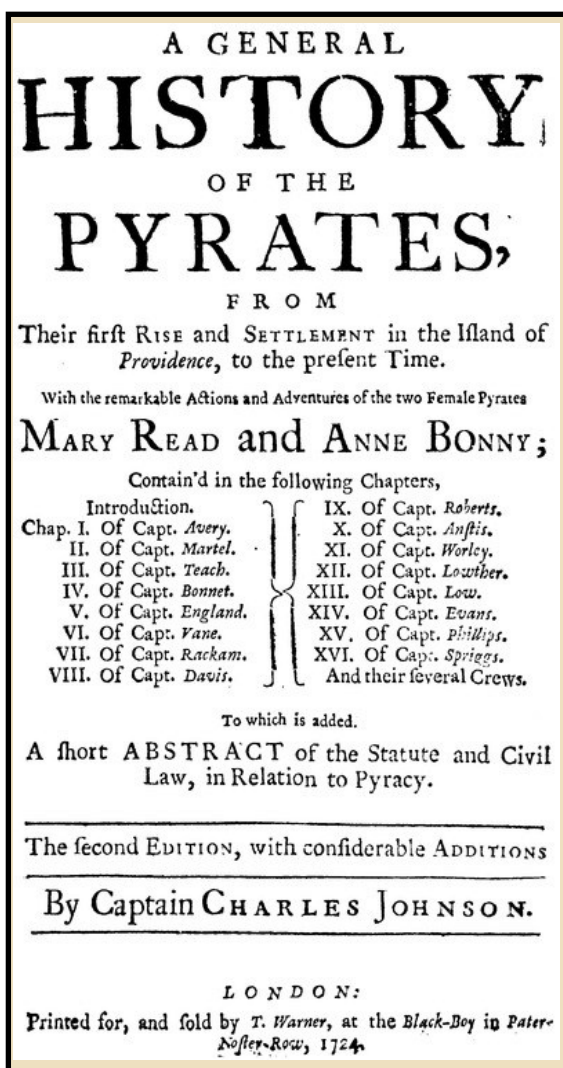 A GENERAL
HISTORY
OF THE
PYRATES,
FROM
Their firſt RISE and SETTLEMENT in the Iſland of
Providence, to the preſent Time.
With the remarkable Actions and Adventures of the two Female Pyrates
MARY READ and ANNE BONNY;
Contain'd in the following Chapters,
Introduction.
Chap. I. Of Capt. Avery.
II. Of Capt. Martel.
III. Of Capt. Teach.
IV. Of Capt. Bonnet.
V. Of Capt. England.
VI. Of Capt. Vane.
VII. Of Capt. Rackam.
VIII. Of Capt. Davis.
IX. Of Capt. Roberts.
X. Of Capt. Anſtis.
XI. Of Capt. Worley.
XII. Of Capt. Lowther.
XIII. Of Capt. Low.
XIV. Of Capt. Evans.
XV. Of Capt. Phillips.
XVI. Of Capt. Spriggs.
And their ſeveral Crews.
To which is added.
A ſhort ABSTRACT of the Statute and Civil
Law, in Relation to Pyracy.
The ſecond EDITION, with conſiderable ADDITIONS
By Captain CHARLES JOHNSON.
LONDON:
Printed for, and ſold by T. Warner, at the Black-Boy in Pater-
Noſter-Row, 1724.